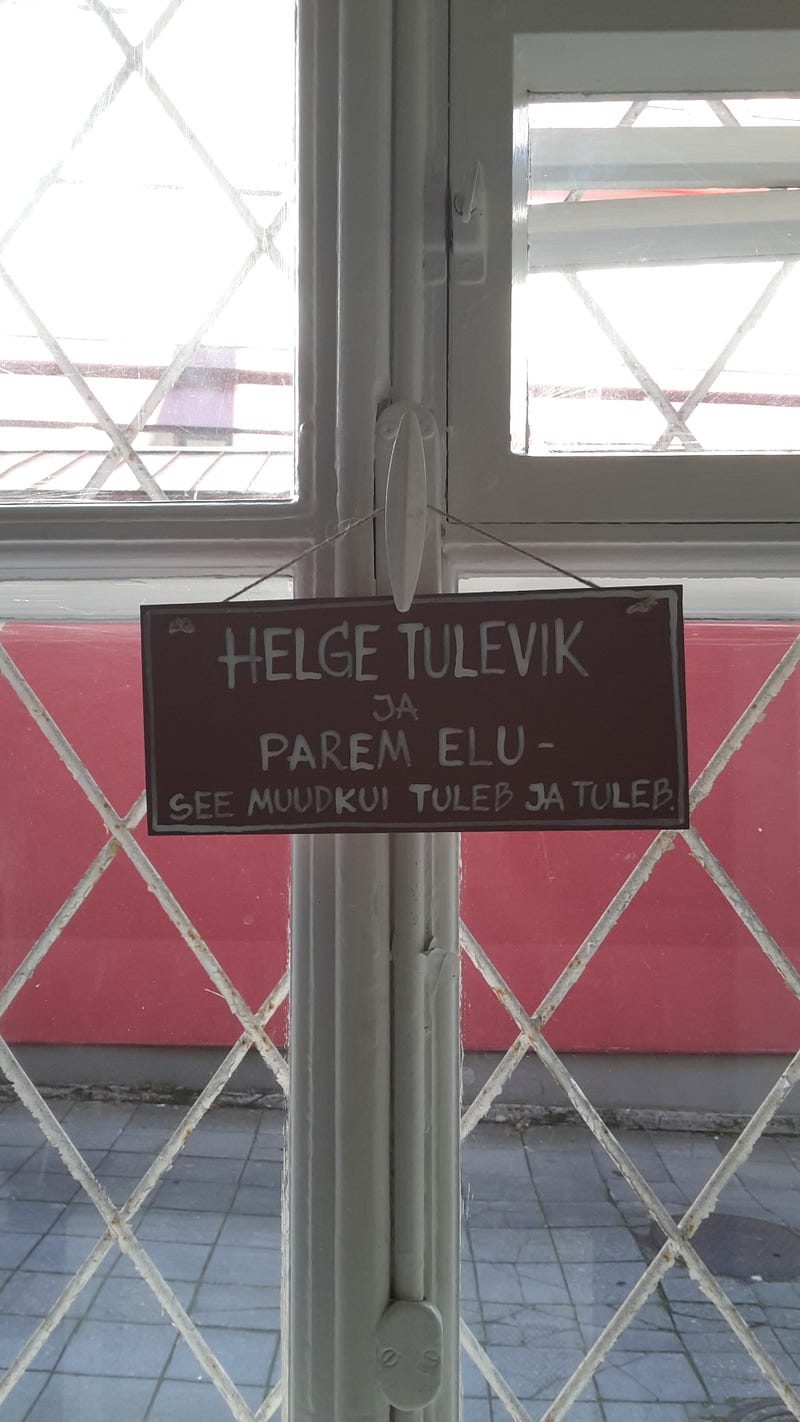 HELGE TULEVIK
JA
PAREM ELU -
SEE MUUDKUI TULEB JA TULEB.